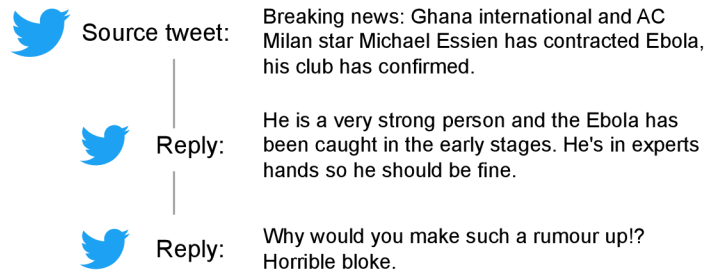 Source tweet:
Breaking news: Ghana international and AC
Milan star Michael Essien has contracted Ebola,
his club has confirmed.
Reply:
He is a very strong person and the Ebola has
been caught in the early stages. He's in experts
hands so he should be fine.
Reply:
Why would you make such a rumour up!?
Horrible bloke.